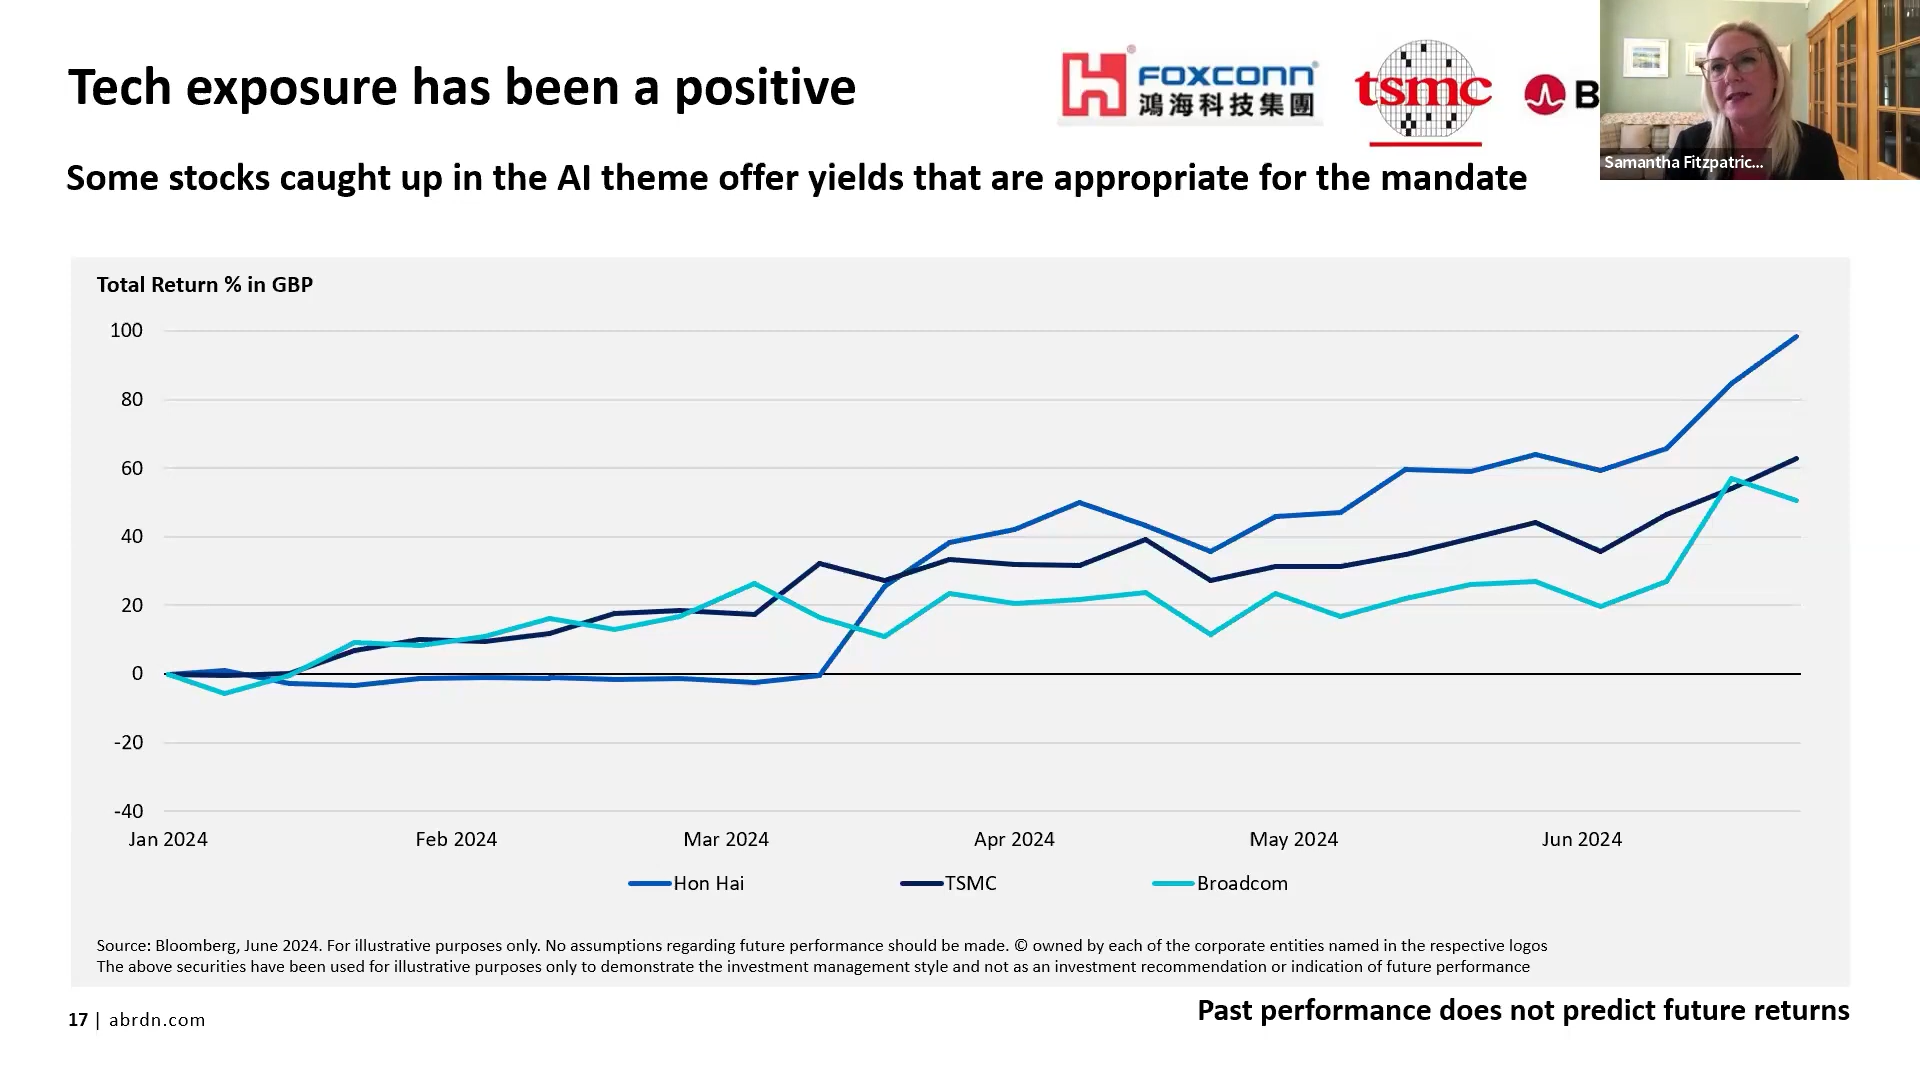 Tech exposure has been a positive
FOXCONN®
鴻海科技集團
tsmc
B
Samantha Fitzpatric...
Some stocks caught up in the AI theme offer yields that are appropriate for the mandate
Total Return % in GBP
100
80
60
40
20
0
-20
-40
Jan 2024 Feb 2024 Mar 2024 Apr 2024 May 2024 Jun 2024
Hon Hai TSMC Broadcom
Source: Bloomberg, June 2024. For illustrative purposes only. No assumptions regarding future performance should be made. © owned by each of the corporate entities named in the respective logos
The above securities have been used for illustrative purposes only to demonstrate the investment management style and not as an investment recommendation or indication of future performance
Past performance does not predict future returns
17 | abrdn.com